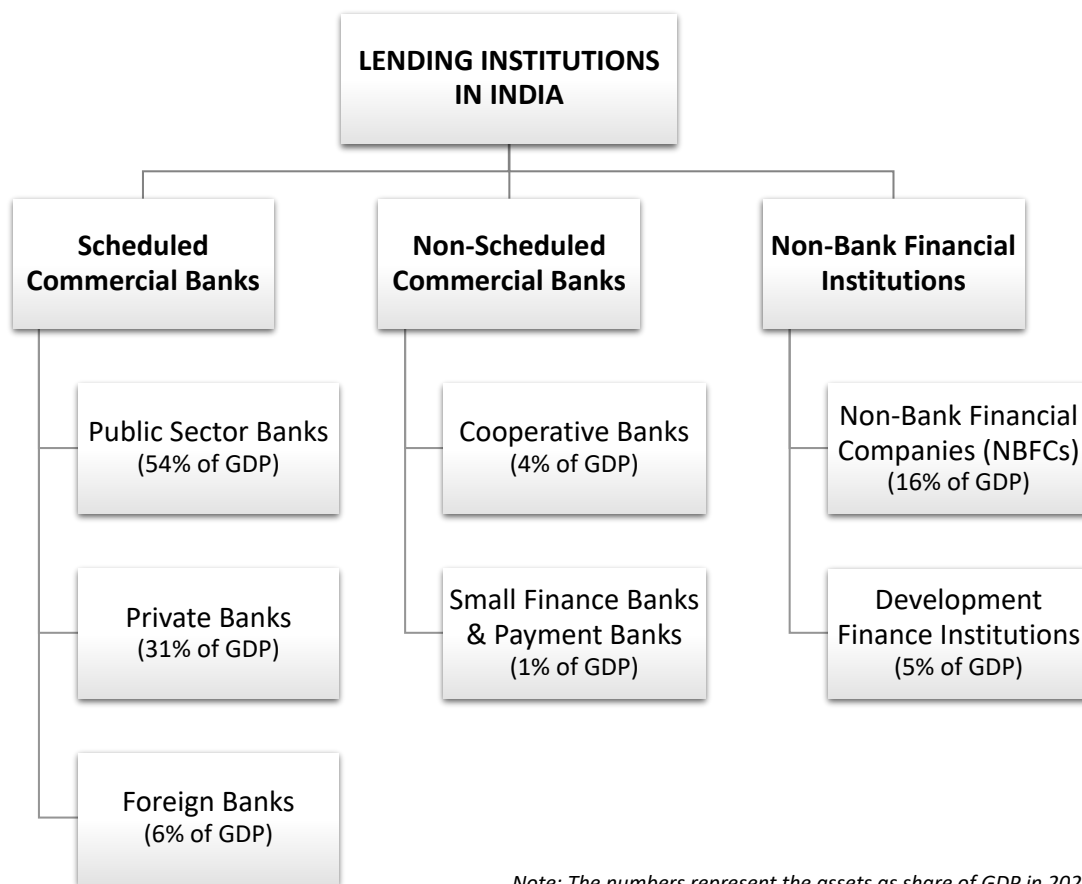 LENDING INSTITUTIONS
IN INDIA
Scheduled
Commercial Banks
Non-Scheduled
Commercial Banks
Non-Bank Financial
Institutions
Public Sector Banks
(54% of GDP)
Cooperative Banks
(4% of GDP)
Non-Bank Financial
Companies (NBFCs)
(16% of GDP)
Private Banks
(31% of GDP)
Small Finance Banks
& Payment Banks
(1% of GDP)
Development
Finance Institutions
(5% of GDP)
Foreign Banks
(6% of GDP)
Note: The numbers represent the assets as share of GDP in